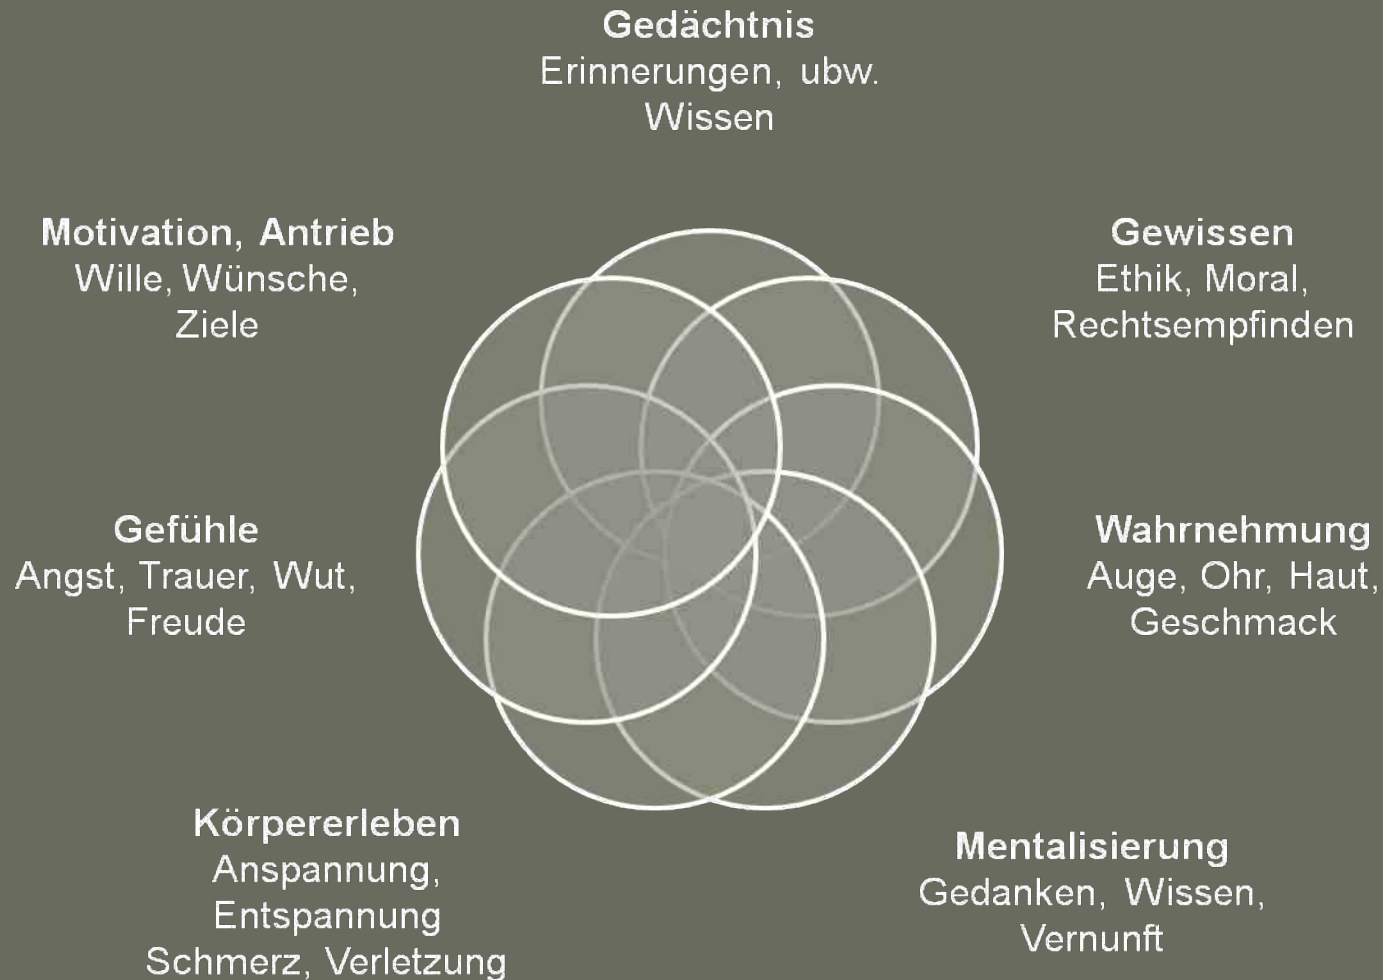 Gedächtnis
Erinnerungen, ubw.
Wissen
Motivation, Antrieb
Wille, Wünsche,
Ziele
Gewissen
Ethik, Moral,
Rechtsempfinden
Gefühle
Angst, Trauer, Wut,
Freude
Wahrnehmung
Auge, Ohr, Haut,
Geschmack
Körpererleben
Anspannung,
Entspannung
Schmerz, Verletzung
Mentalisierung
Gedanken, Wissen,
Vernunft